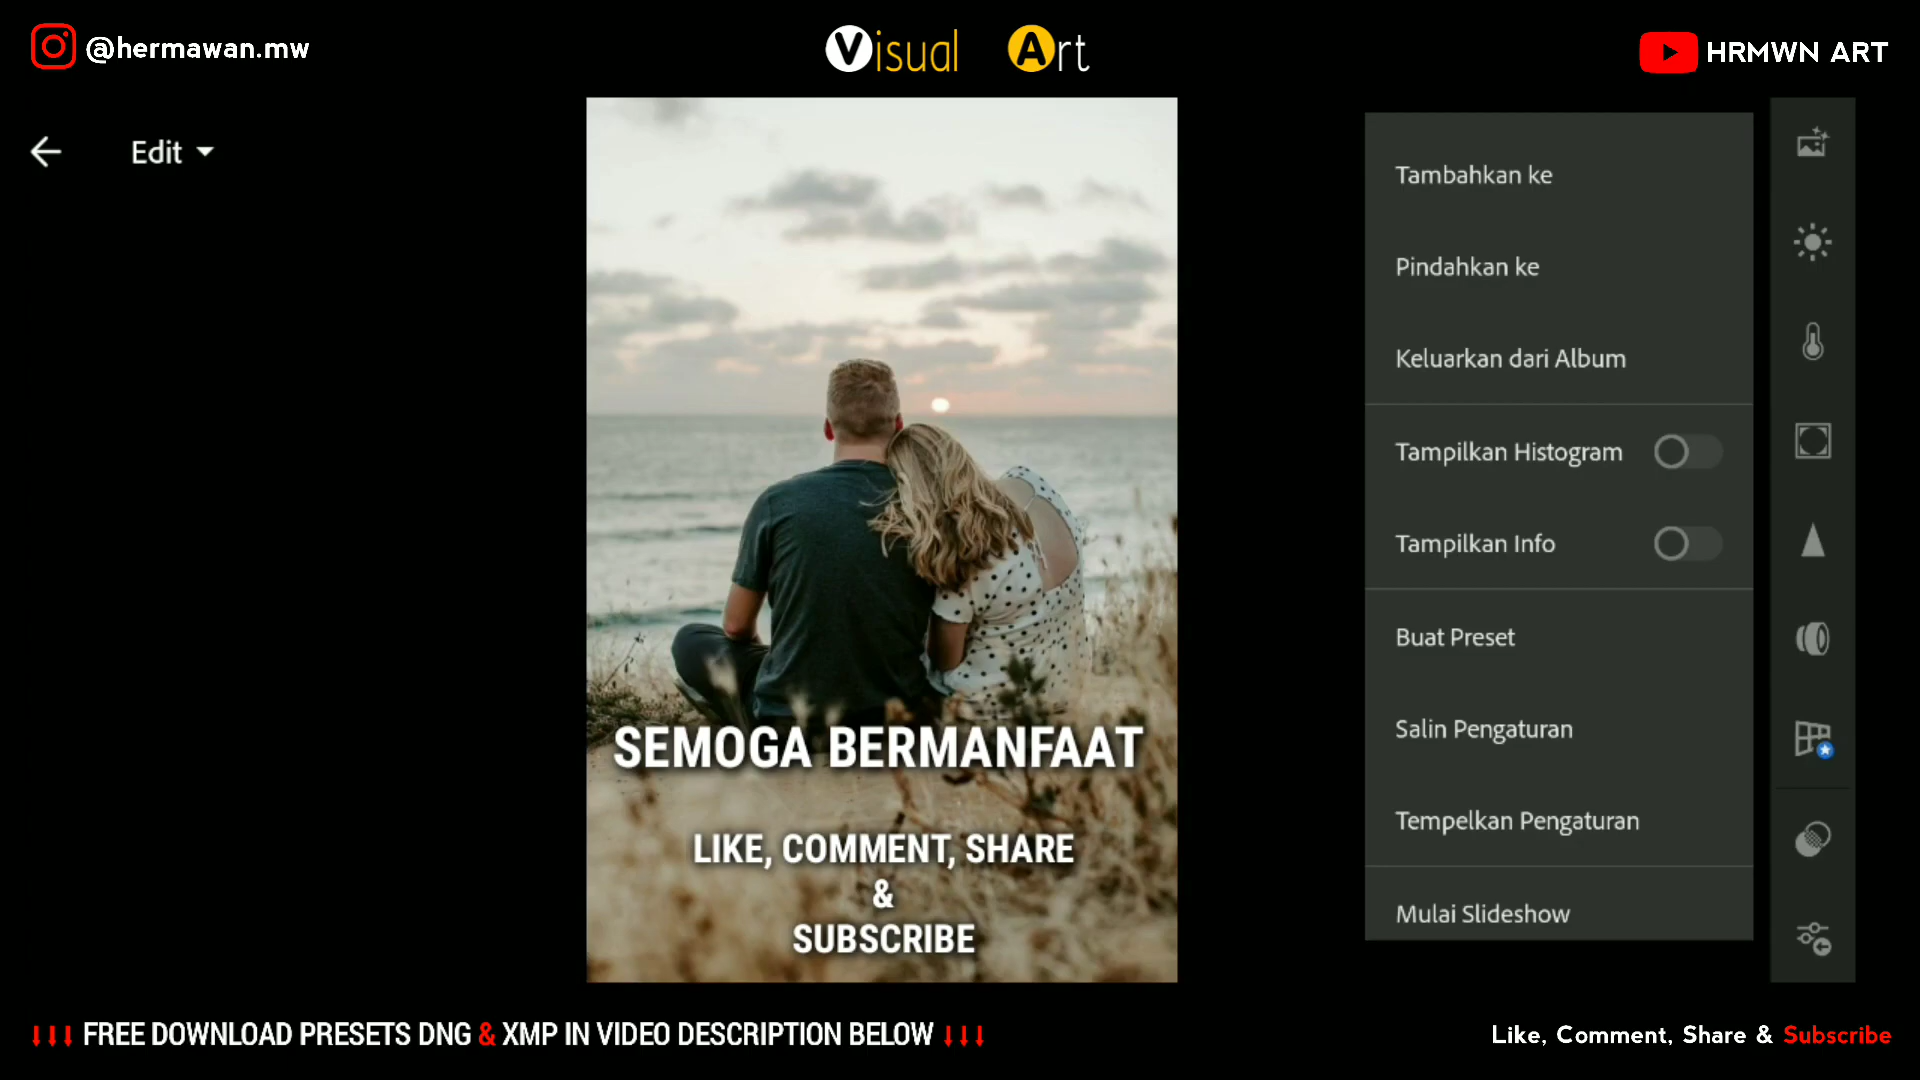 @hermawan.mw
Visual Art
HRMWN ART
Edit
Tambahkan ke
Pindahkan ke
Keluarkan dari Album
Tampilkan Histogram
Tampilkan Info
Buat Preset
Salin Pengaturan
Tempelkan Pengaturan
Mulai Slideshow
SEMOGA BERMANFAAT
LIKE, COMMENT, SHARE
&
SUBSCRIBE
FREE DOWNLOAD PRESETS DNG & XMP IN VIDEO DESCRIPTION BELOW
Like, Comment, Share & Subscribe